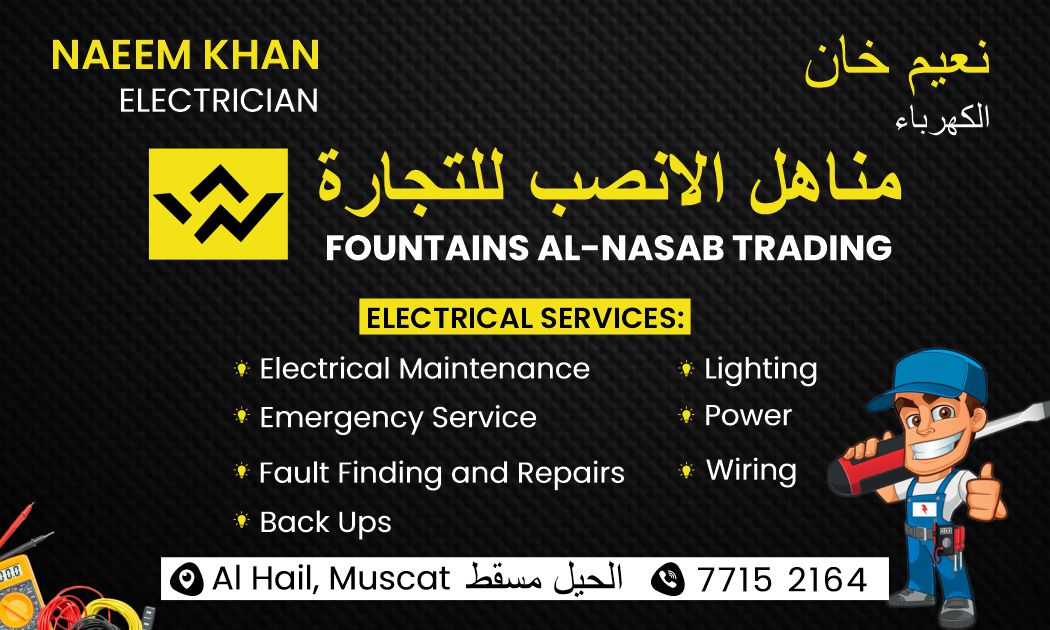 NAEEM KHAN
ELECTRICIAN
نعيم خان
الكهرباء
مناهل الانصب للتجارة
FOUNTAINS AL-NASAB TRADING
ELECTRICAL SERVICES:
Electrical Maintenance
Emergency Service
Fault Finding and Repairs
Back Ups
Lighting
Power
Wiring
Al Hail, Muscat الحيل مسقط 7715 2164